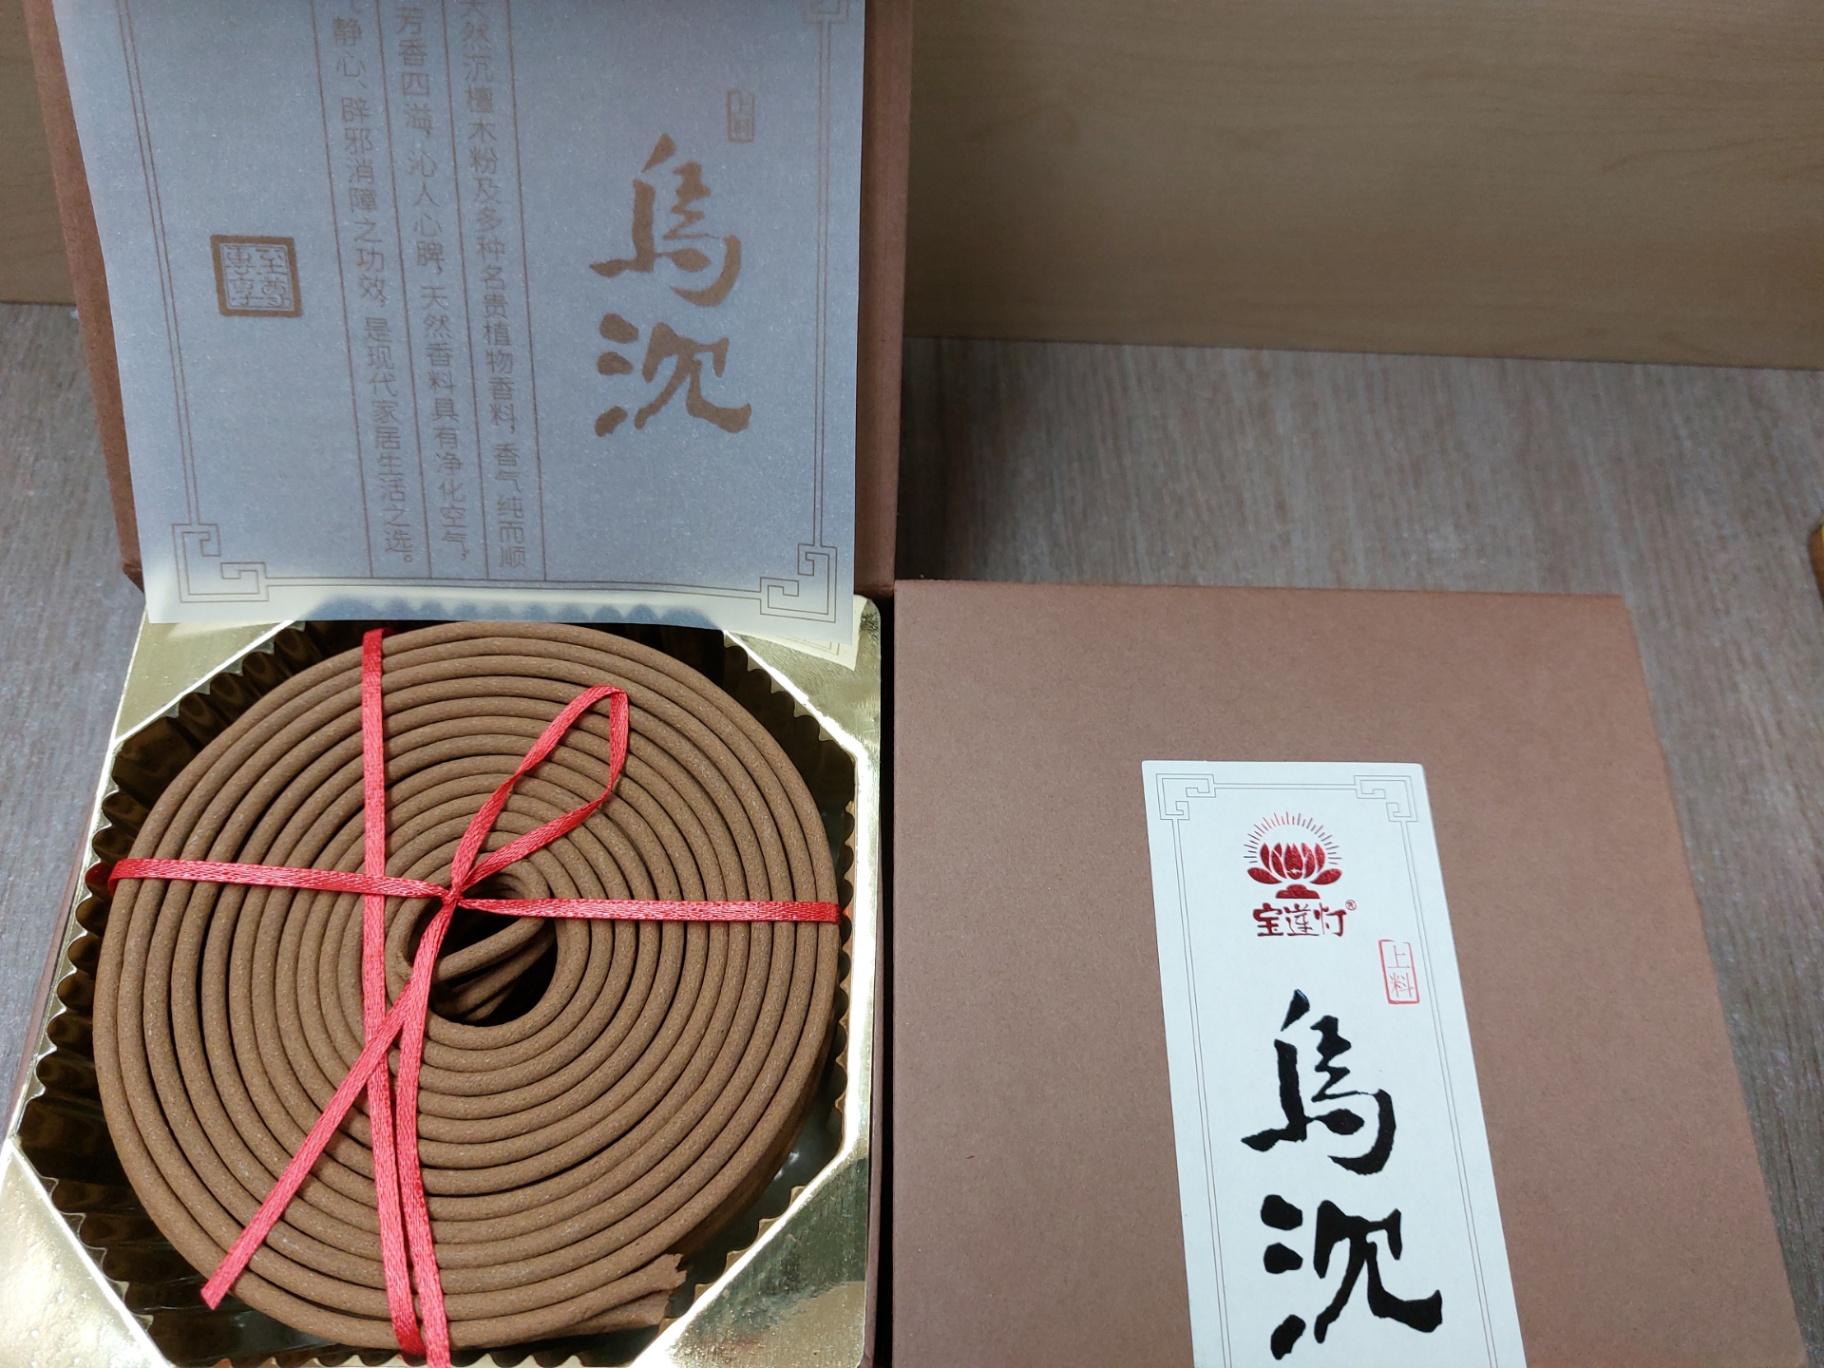 上料
烏沉
然沉檀木粉及多种名贵植物香料，香气纯而顺
芳香四溢，沁人心脾，天然香料具有净化空气，
静心、辟邪消障之功效，是现代家居生活之选。
至尊
專享
宝莲灯®
上料
烏沉